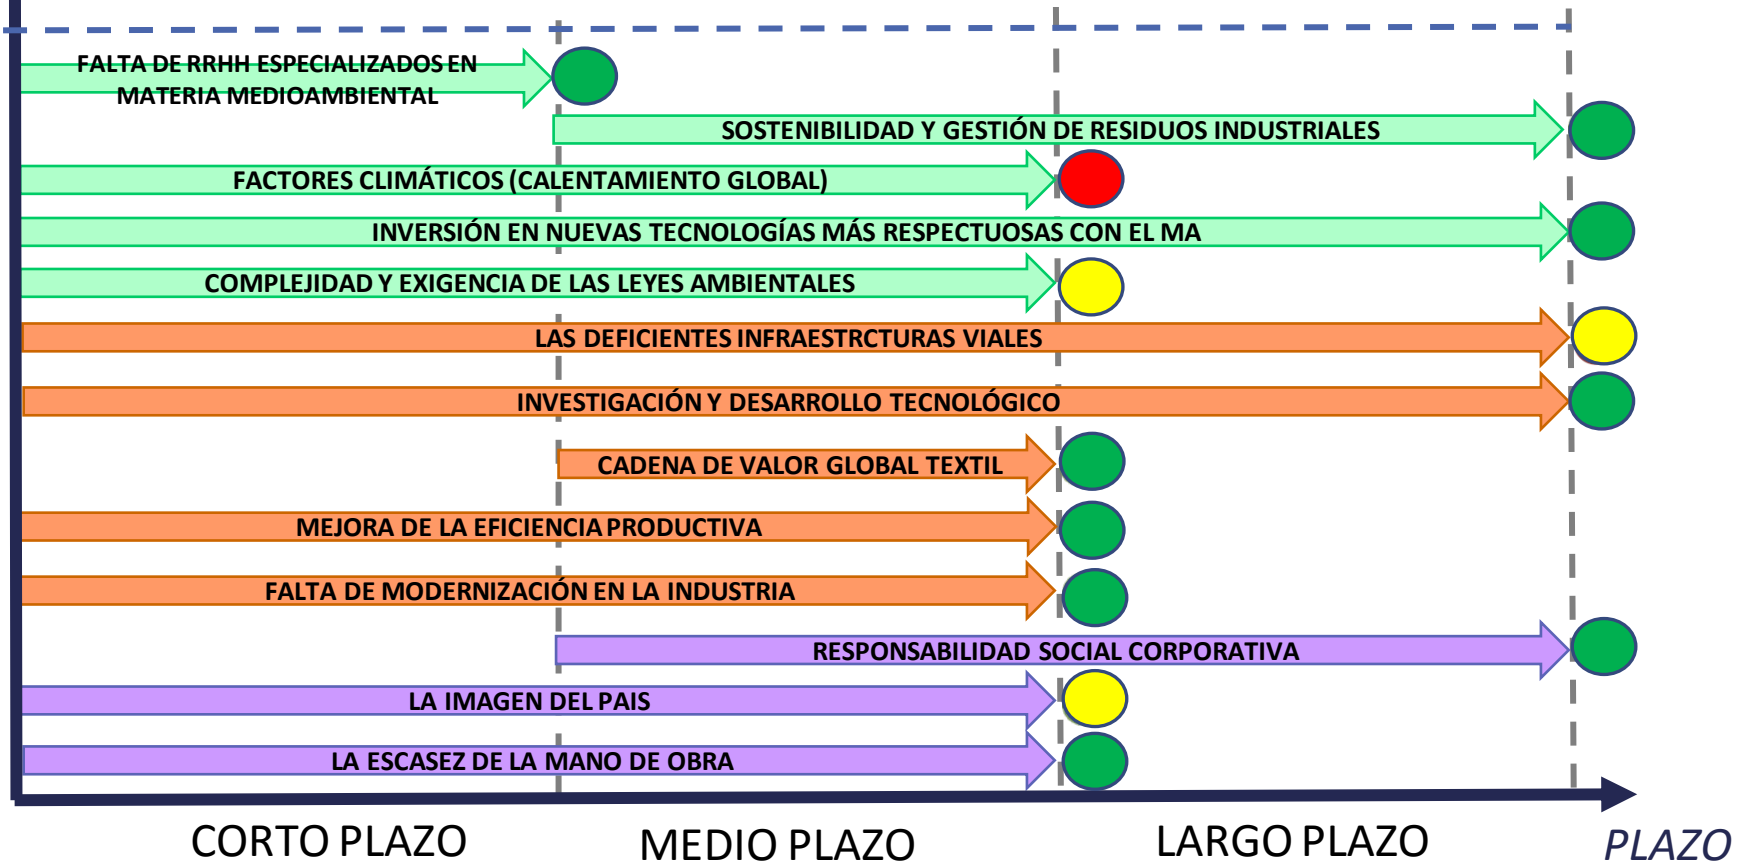 FALTA DE RRHH ESPECIALIZADOS EN
MATERIA MEDIOAMBIENTAL
SOSTENIBILIDAD Y GESTIÓN DE RESIDUOS INDUSTRIALES
FACTORES CLIMÁTICOS (CALENTAMIENTO GLOBAL)
INVERSIÓN EN NUEVAS TECNOLOGÍAS MÁS RESPECTUOSAS CON EL MA
COMPLEJIDAD Y EXIGENCIA DE LAS LEYES AMBIENTALES
LAS DEFICIENTES INFRAESTRCTURAS VIALES
INVESTIGACIÓN Y DESARROLLO TECNOLÓGICO
CADENA DE VALOR GLOBAL TEXTIL
MEJORA DE LA EFICIENCIA PRODUCTIVA
FALTA DE MODERNIZACIÓN EN LA INDUSTRIA
RESPONSABILIDAD SOCIAL CORPORATIVA
LA IMAGEN DEL PAIS
LA ESCASEZ DE LA MANO DE OBRA
CORTO PLAZO
MEDIO PLAZO
LARGO PLAZO
PLAZO